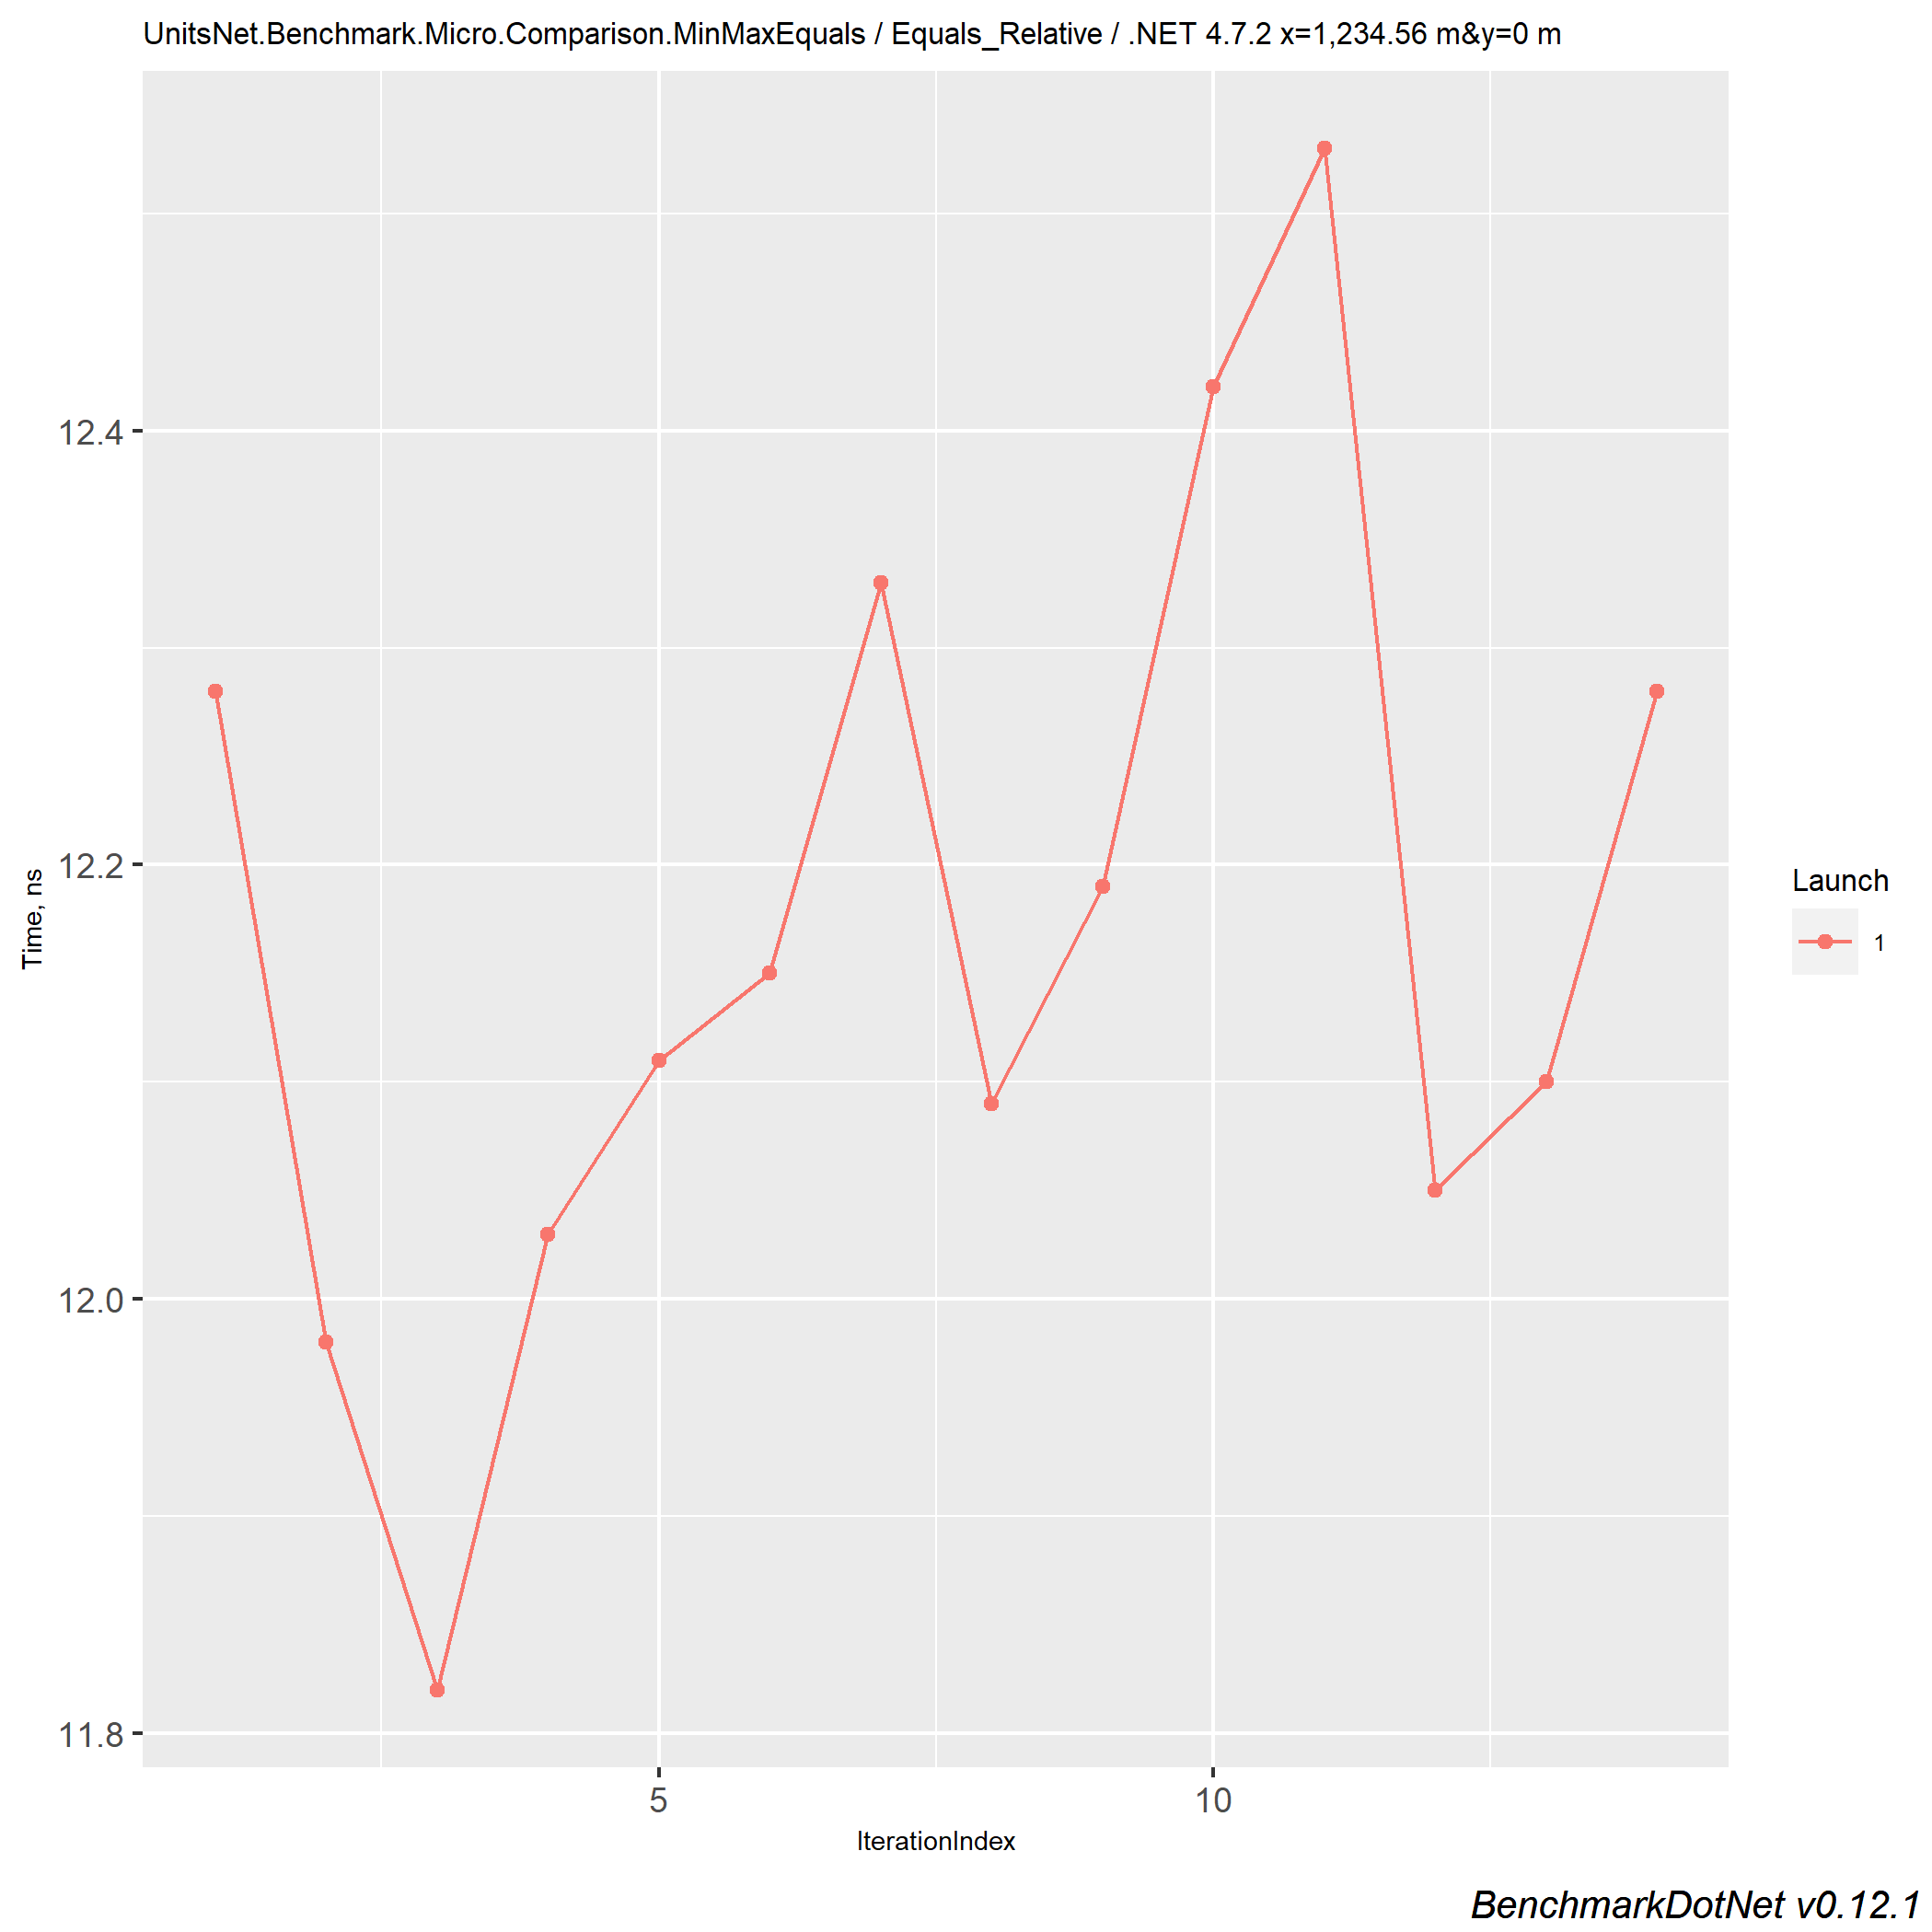 UnitsNet.Benchmark.Micro.Comparison.MinMaxEquals / Equals_Relative / .NET 4.7.2 x=1,234.56 m&y=0 m
12.4
12.2
12.0
11.8
Time, ns
5 10
IterationIndex
Launch
1
BenchmarkDotNet v0.12.1